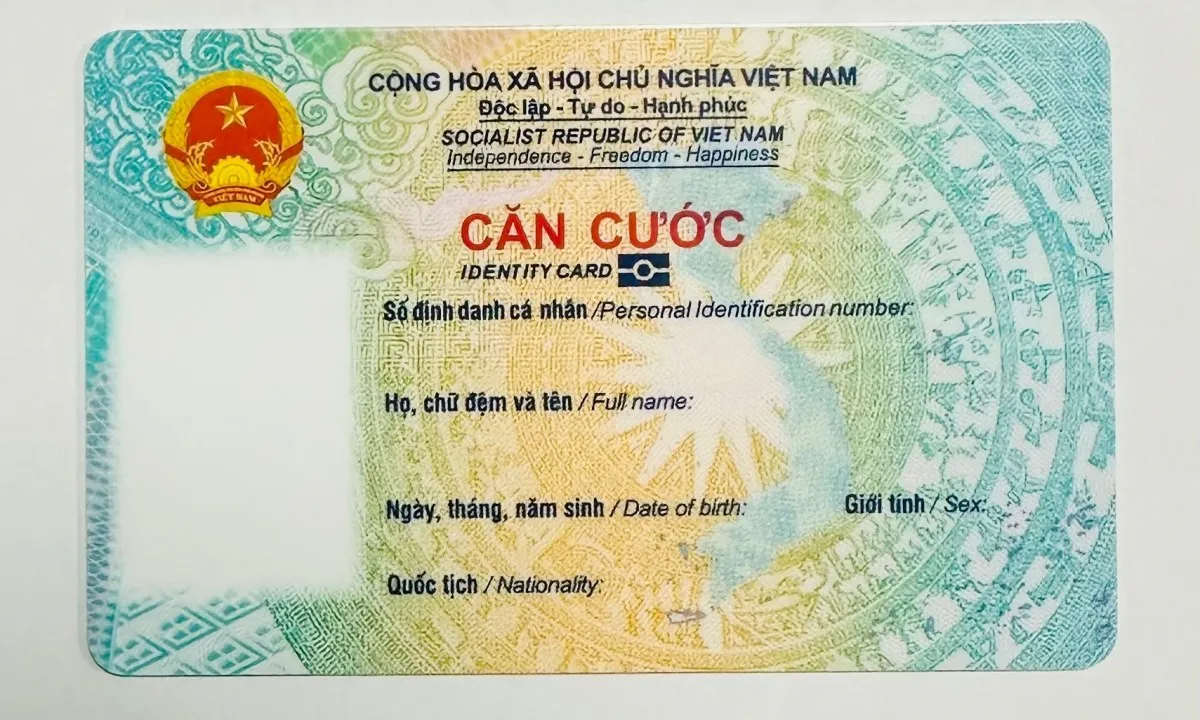 CỘNG HÒA XÃ HỘI CHỦ NGHĨA VIỆT NAM
Độc lập - Tự do - Hạnh phúc
SOCIALIST REPUBLIC OF VIET NAM
Independence - Freedom - Happiness
VIỆT NAM
CĂN CƯỚC
IDENTITY CARD
Số định danh cá nhân /Personal Identification number:
Họ, chữ đệm và tên / Full name:
Ngày, tháng, năm sinh / Date of birth:
Giới tính / Sex:
Quốc tịch / Nationality: